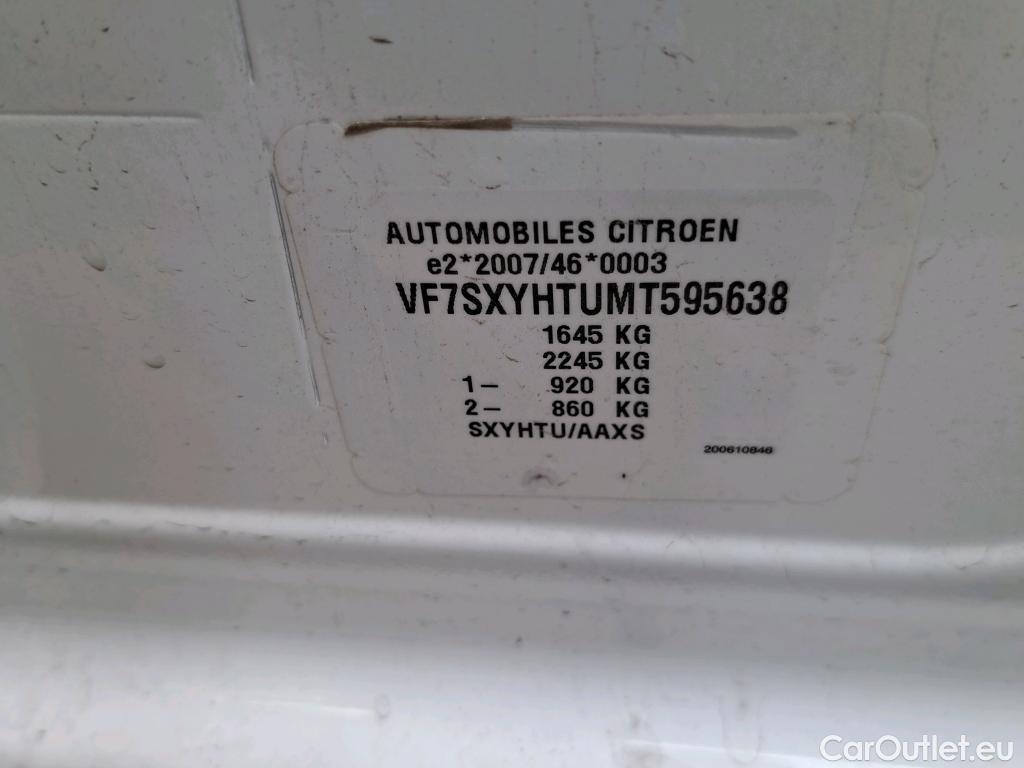 AUTOMOBILES CITROEN
e2*2007/46*0003
VF7SXYHTUMT595638
1645 KG
2245 KG
1- 920 KG
2- 860 KG
SXYHTU/AAXS
200610846
CarOutlet.eu